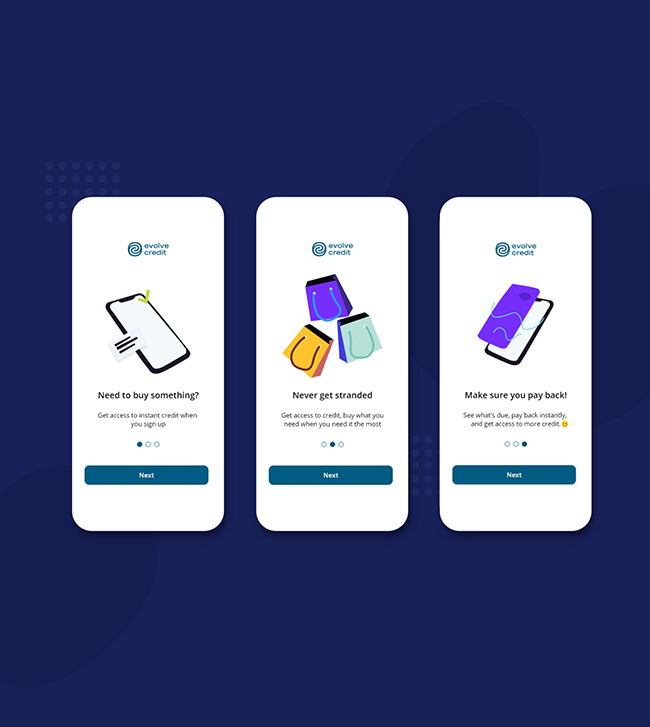 evolve
credit
Need to buy something?
Get access to instant credit when
you sign up
Next
evolve
credit
Never get stranded
Get access to credit, buy what you
need when you need it the most
Next
evolve
credit
Make sure you pay back!
See what's due, pay back instantly,
and get access to more credit.😊
Next